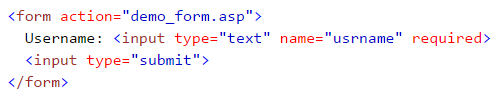 <form action="demo_form.asp">
Username: <input type="text" name="usrname" required>
<input type="submit">
</form>